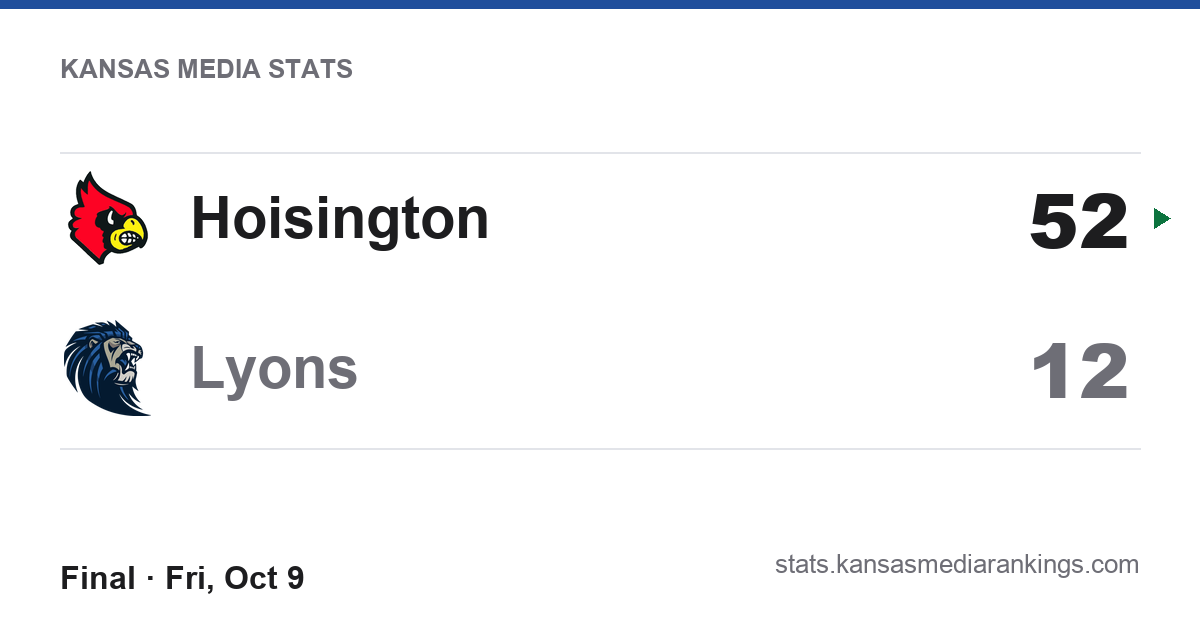 KANSAS MEDIA STATS
Hoisington 52
Lyons 12
Final · Fri, Oct 9
stats.kansasmediarankings.com